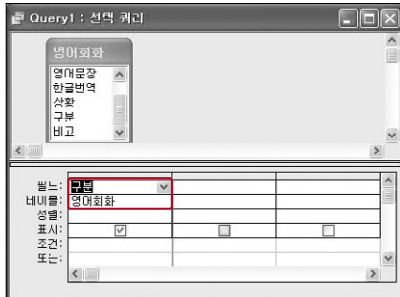 Query1 : 선택 쿼리
영어회화
영어문장
한글번역
상황
구분
비고
필드: 구분
테이블: 영어회화
정렬:
표시:
조건:
또는: